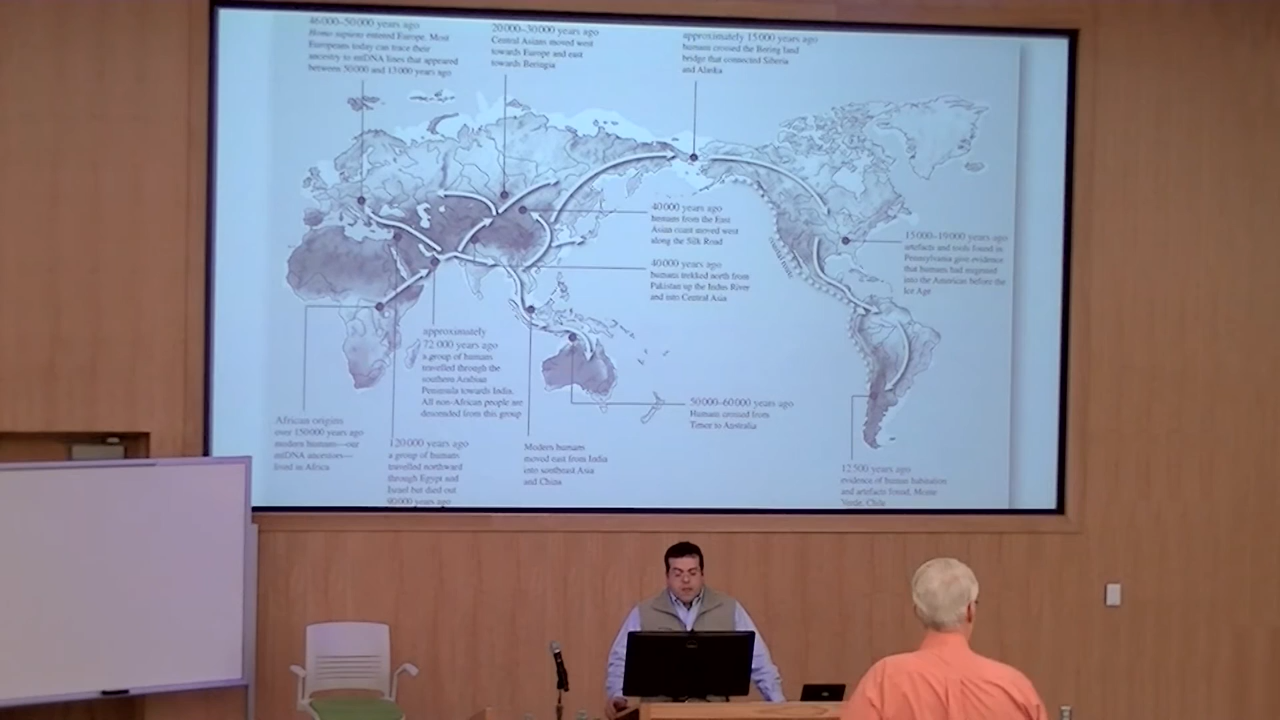 46 000–50 000 years ago
Homo sapiens entered Europe. Most
Europeans today can trace their
ancestry to mtDNA lines that appeared
between 50 000 and 13 000 years ago
20 000–30 000 years ago
Central Asians moved west
towards Europe and east
towards Beringia
approximately 15 000 years ago
humans crossed the Bering land
bridge that connected Siberia
and Alaska
40 000 years ago
humans from the East
Asian coast moved west
along the Silk Road
40 000 years ago
humans trekked north from
Pakistan up the Indus River
and into Central Asia
coastal route
15 000–19 000 years ago
artefacts and tools found in
Pennsylvania give evidence
that humans had migrated
into the Americas before the
Ice Age
approximately
72 000 years ago
a group of humans
travelled through the
southern Arabian
Peninsula towards India.
All non-African people are
descended from this group
50 000–60 000 years ago
Humans crossed from
Timor to Australia
African origins
over 150 000 years ago
modern humans—our
mtDNA ancestors—
lived in Africa
120 000 years ago
a group of humans
travelled northward
through Egypt and
Israel but died out
90 000 years ago
Modern humans
moved east from India
into southeast Asia
and China
12 500 years ago
evidence of human habitation
and artefacts found, Monte
Verde, Chile